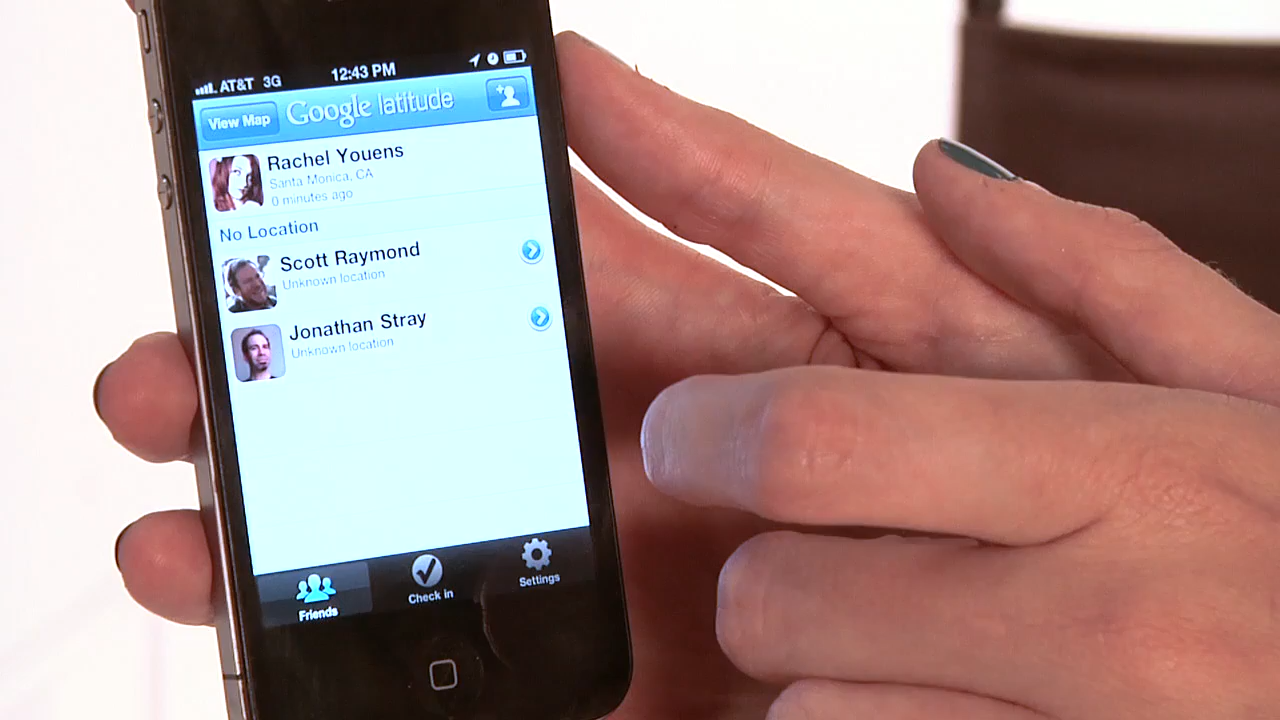 AT&T 3G 12:43 PM
View Map Google latitude
Rachel Youens
Santa Monica, CA
0 minutes ago
No Location
Scott Raymond
Unknown location
Jonathan Stray
Unknown location
Friends Check in Settings